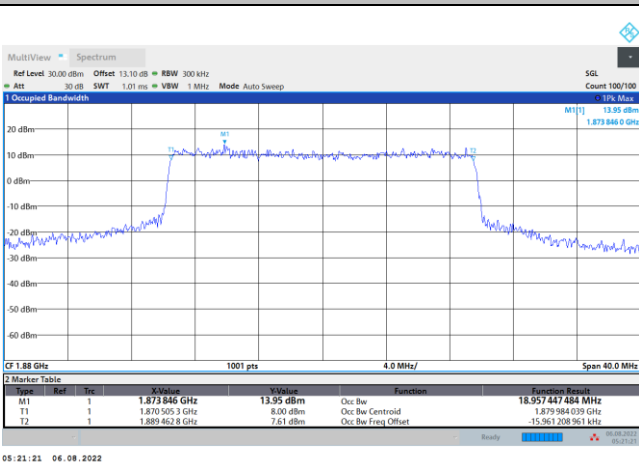 MultiView Spectrum
Ref Level 30.00 dBm Offset 13.10 dB RBW 300 kHz SGL
Att 30 dB SWT 1.01 ms VBW 1 MHz Mode Auto Sweep Count 100/100
1 Occupied Bandwidth 1Pk Max
M1[1] 13.95 dBm
1.873 846 0 GHz
20 dBm
M1
T1 T2
10 dBm
0 dBm
-10 dBm
-20 dBm
-30 dBm
-40 dBm
-50 dBm
-60 dBm
CF 1.88 GHz 1001 pts 4.0 MHz/ Span 40.0 MHz
2 Marker Table
Type Ref Trc X-Value Y-Value Function Function Result
M1 1 1.873 846 GHz 13.95 dBm Occ Bw 18.957 447 484 MHz
T1 1 1.870 505 3 GHz 8.00 dBm Occ Bw Centroid 1.879 984 039 GHz
T2 1 1.889 462 8 GHz 7.61 dBm Occ Bw Freq Offset -15.961 208 961 kHz
Ready 06.08.2022
05:21:21
05:21:21 06.08.2022